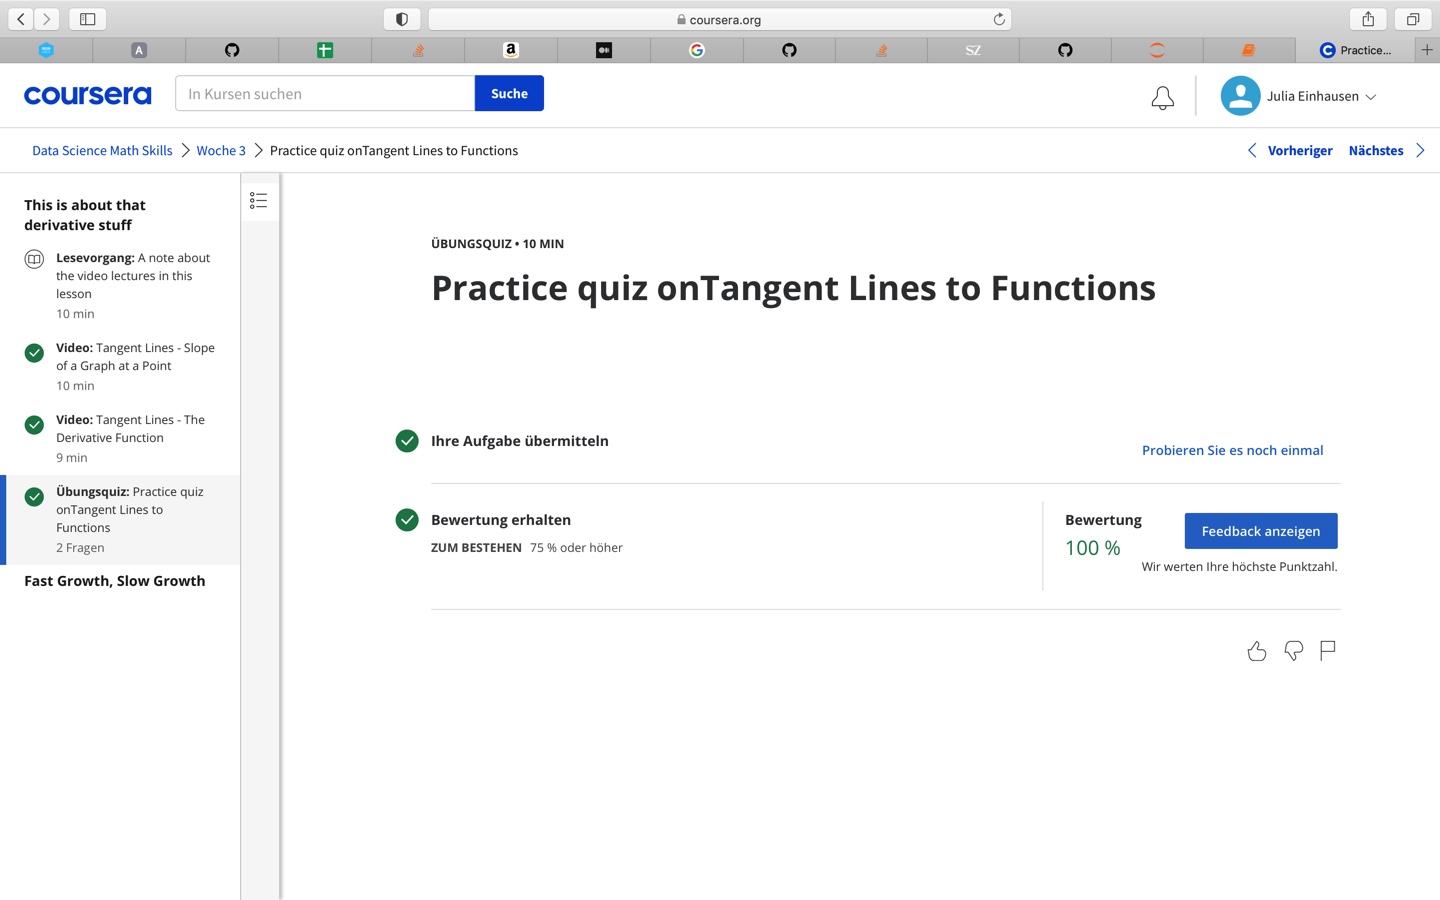 coursera.org
A
a
SZ
Practice...
coursera
In Kursen suchen
Suche
Julia Einhausen
Data Science Math Skills
Woche 3
Practice quiz onTangent Lines to Functions
Vorheriger
Nächstes
This is about that
derivative stuff
Lesevorgang: A note about
the video lectures in this
lesson
10 min
Video: Tangent Lines - Slope
of a Graph at a Point
10 min
Video: Tangent Lines - The
Derivative Function
9 min
Übungsquiz: Practice quiz
onTangent Lines to
Functions
2 Fragen
Fast Growth, Slow Growth
ÜBUNGSQUIZ • 10 MIN
Practice quiz onTangent Lines to Functions
Ihre Aufgabe übermitteln
Probieren Sie es noch einmal
Bewertung erhalten
ZUM BESTEHEN 75 % oder höher
Bewertung
100 %
Feedback anzeigen
Wir werten Ihre höchste Punktzahl.